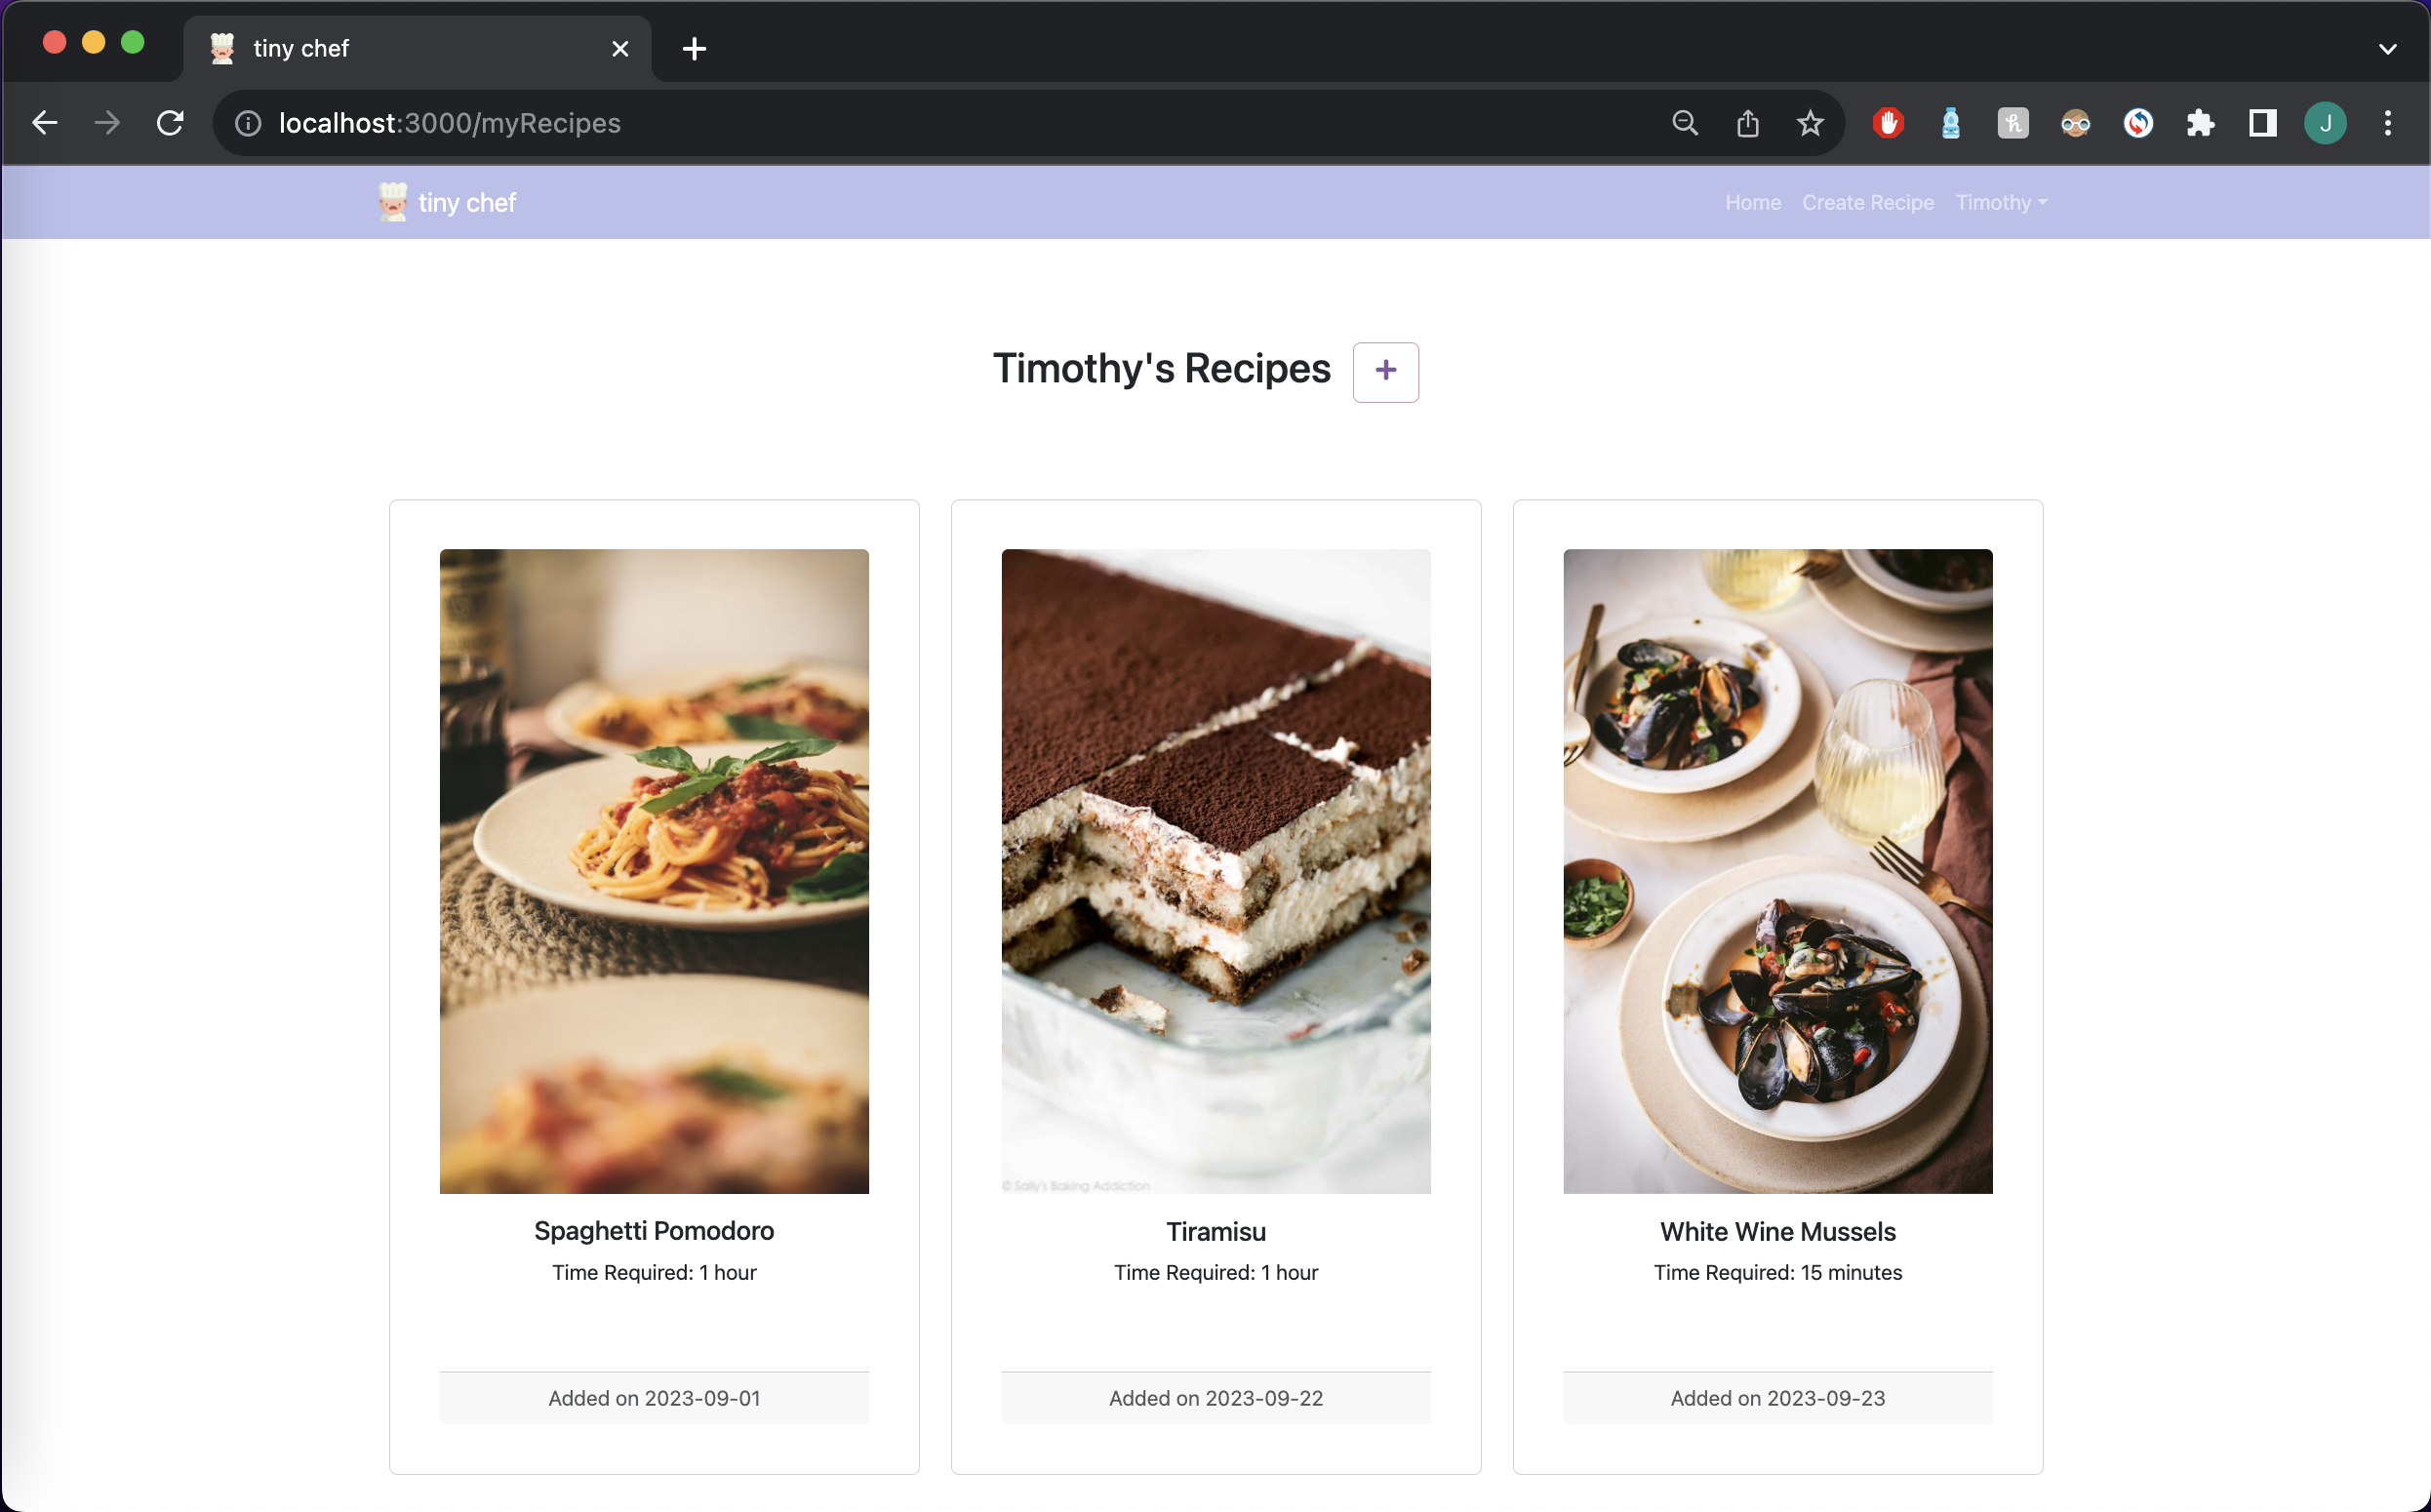 tiny chef
localhost:3000/myRecipes
J
tiny chef
Home Create Recipe Timothy
Timothy's Recipes +
© Sally's Baking Addiction
Spaghetti Pomodoro
Time Required: 1 hour
Added on 2023-09-01
Tiramisu
Time Required: 1 hour
Added on 2023-09-22
White Wine Mussels
Time Required: 15 minutes
Added on 2023-09-23